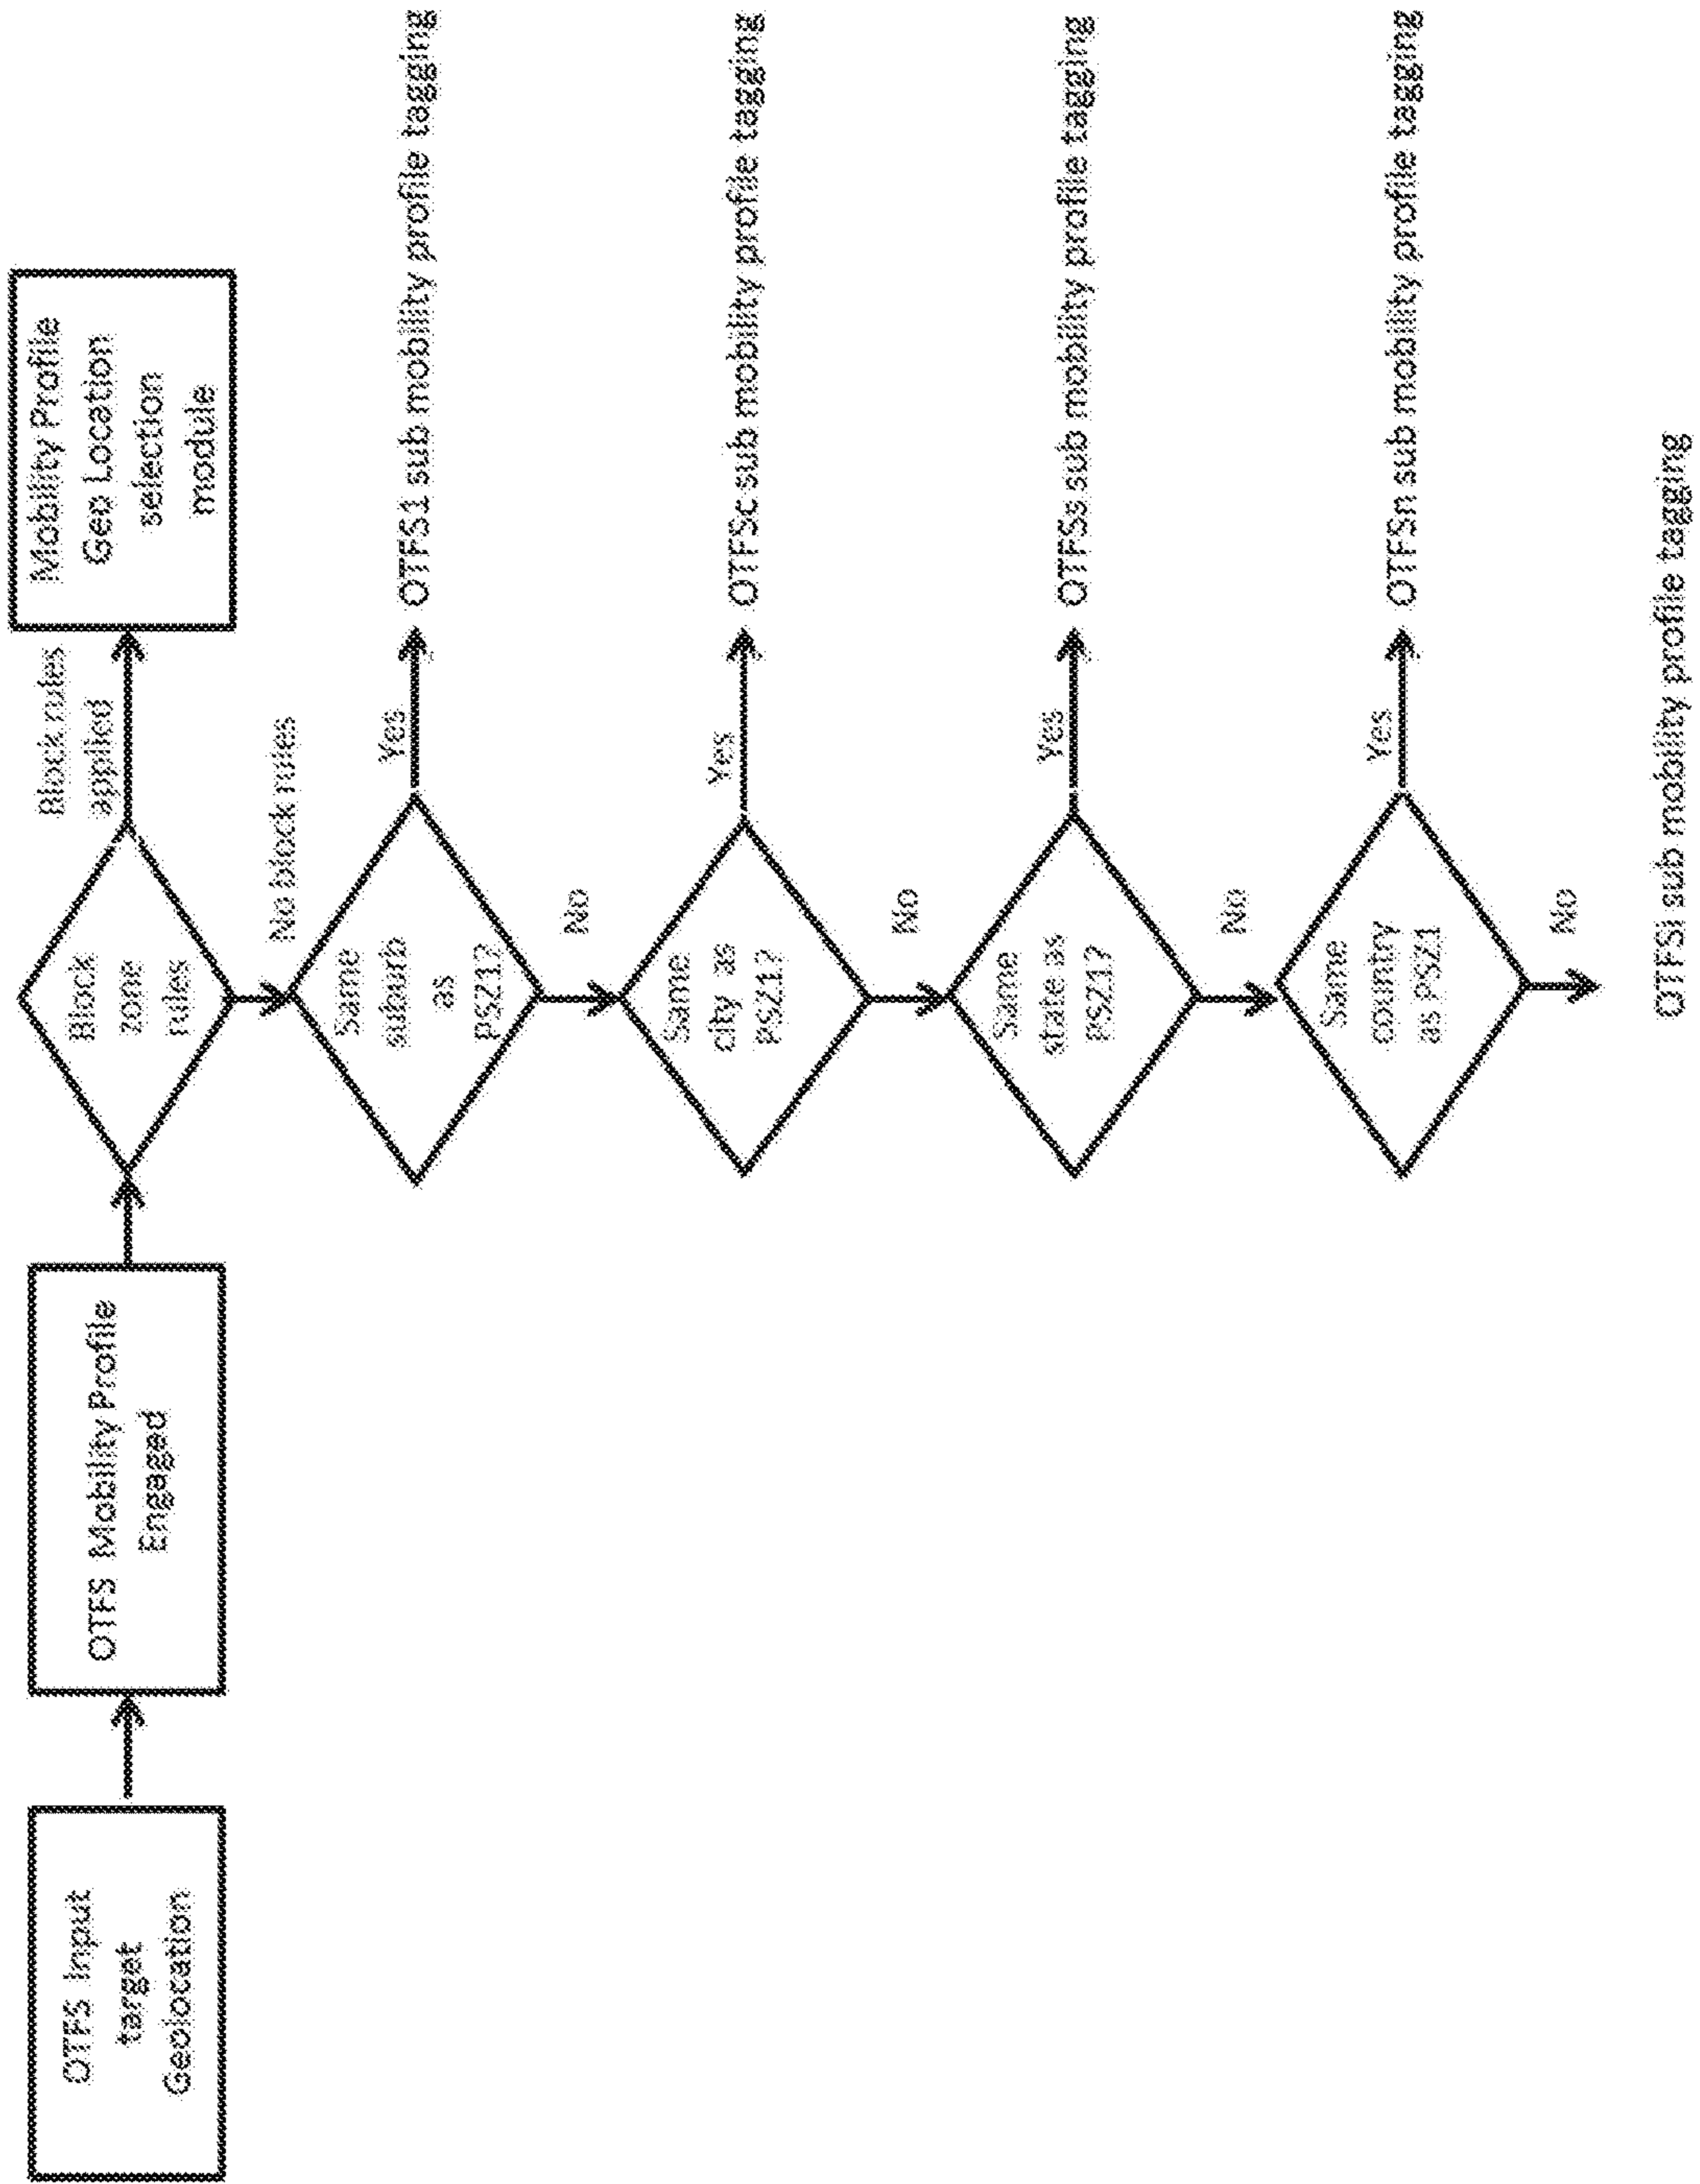 OTFS Input
target
Geolocation
OTFS Mobility Profile
Engaged
Block
zone
rules
Block rules
applied
Mobility Profile
Geo Location
selection
module
No block rules
Same
suburb
as
PSZ1?
Yes
OTFS1 sub mobility profile tagging
No
Same
city as
PSZ1?
Yes
OTFSc sub mobility profile tagging
No
Same
state as
PSZ1?
Yes
OTFSs sub mobility profile tagging
No
Same
country
as PSZ1
Yes
OTFSn sub mobility profile tagging
No
OTFSi sub mobility profile tagging